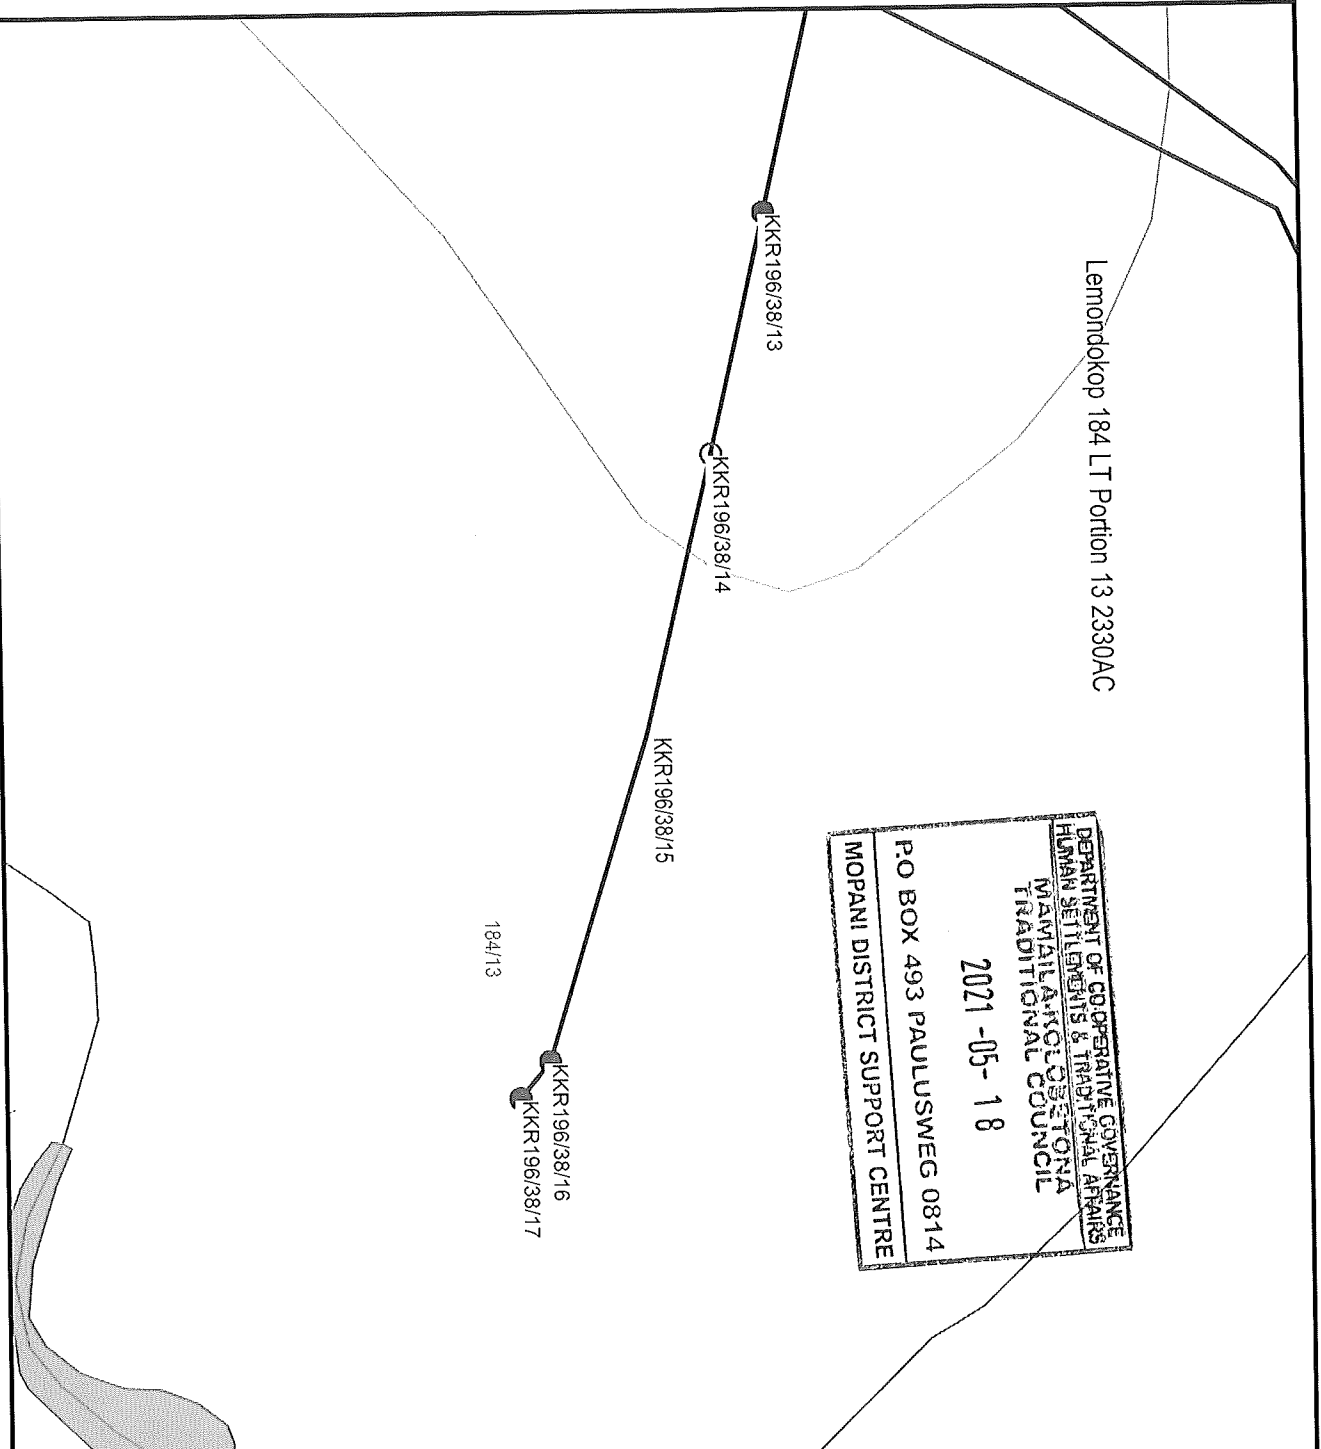 Lemondokop 184 LT Portion 13 2330AC
KKR196/38/13
KKR196/38/14
KKR196/38/15
KKR196/38/16
KKR196/38/17
184/13
DEPARTMENT OF CO-OPERATIVE GOVERNANCE
HUMAN SETTLEMENTS & TRADITIONAL AFFAIRS
TRADITIONAL COUNCIL
2021-05-18
P.O BOX 493 PAULUSWEG 0814
MOPANI DISTRICT SUPPORT CENTRE